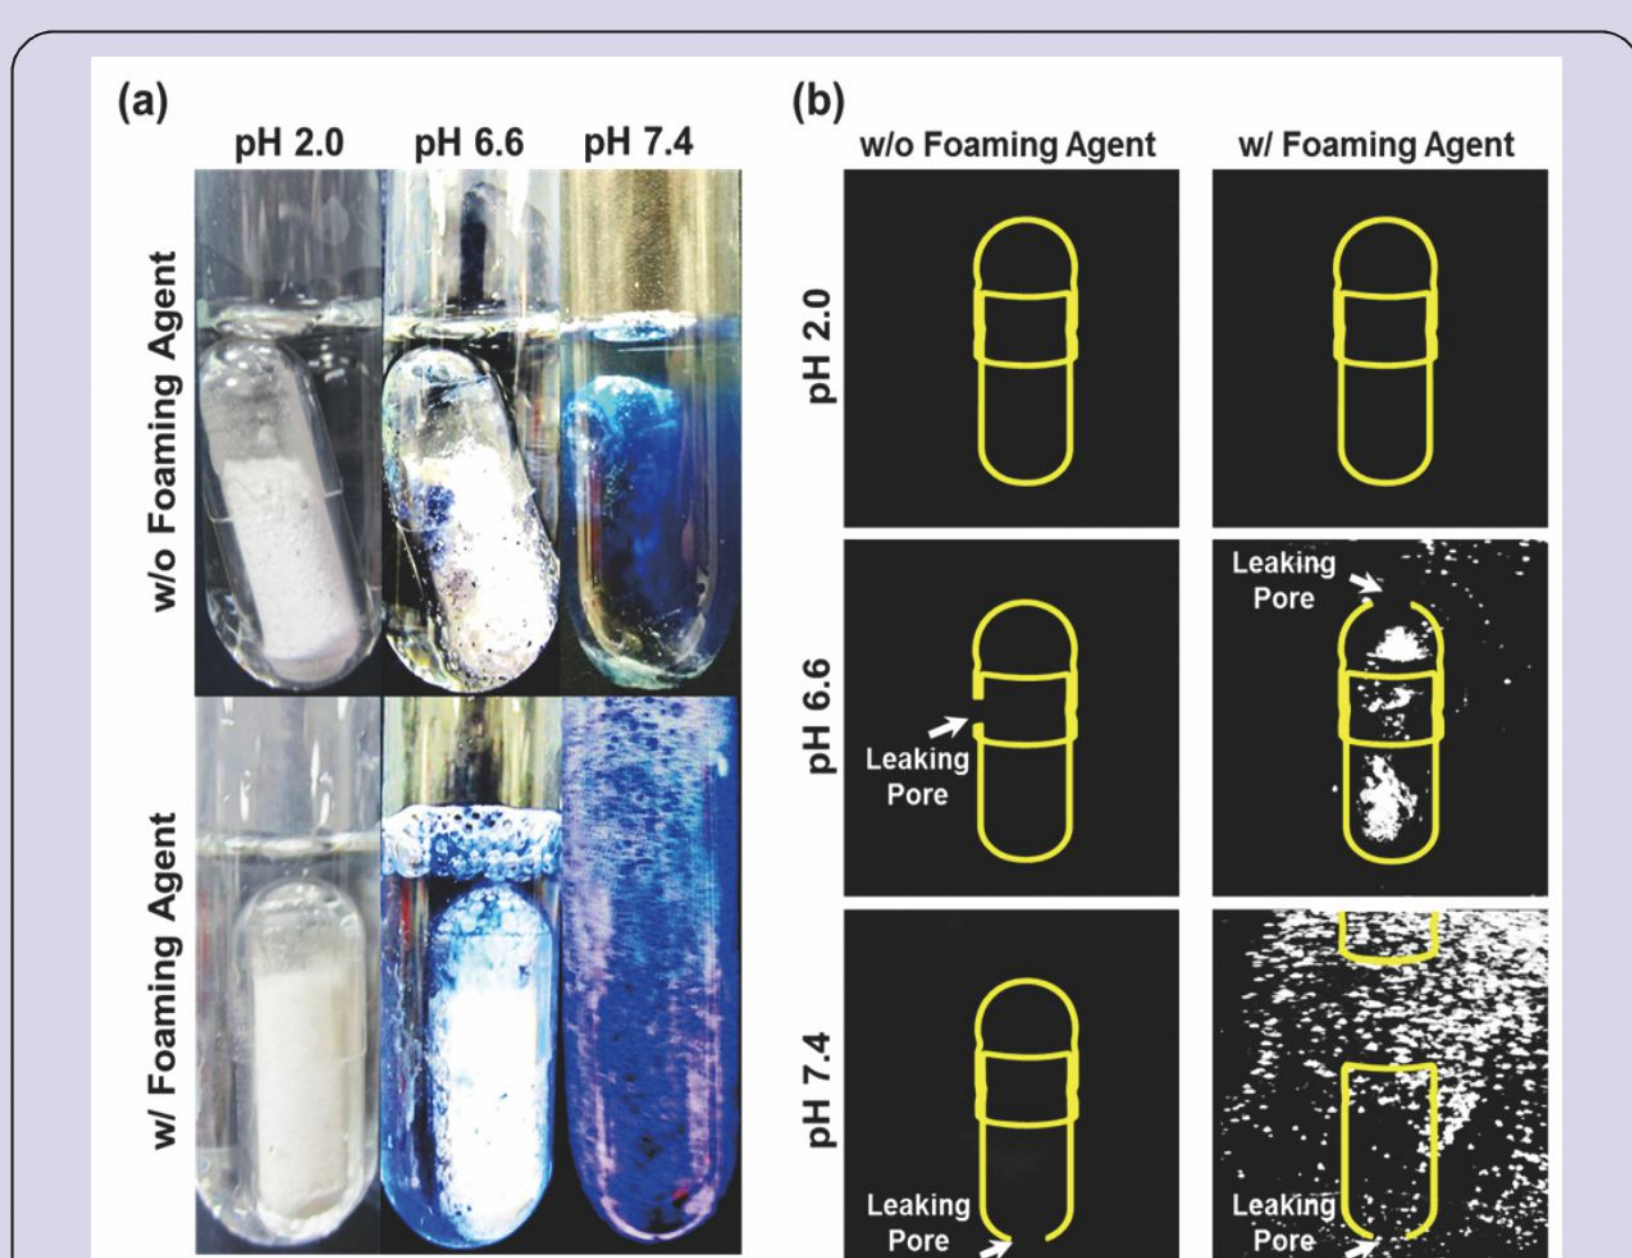 (a)
pH 2.0 pH 6.6 pH 7.4
w/o Foaming Agent
w/ Foaming Agent
(b)
w/o Foaming Agent w/ Foaming Agent
pH 2.0
pH 6.6
Leaking
Pore
Leaking
Pore
pH 7.4
Leaking
Pore
Leaking
Pore